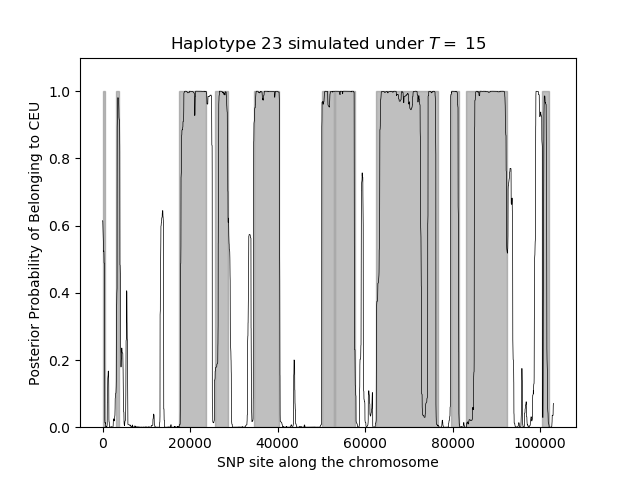 Haplotype 23 simulated under T = 15
Posterior Probability of Belonging to CEU
1.0
0.8
0.6
0.4
0.2
0.0
0 20000 40000 60000 80000 100000
SNP site along the chromosome